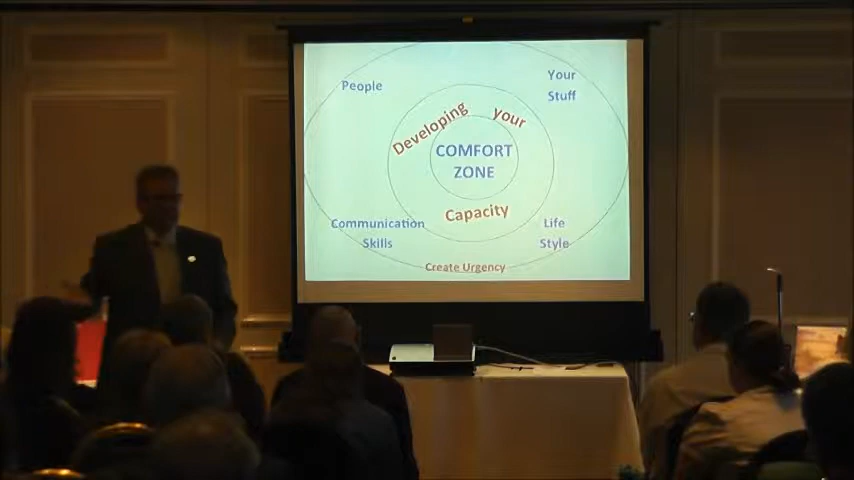 People
Your
Stuff
Developing your
COMFORT
ZONE
Capacity
Communication
Skills
Life
Style
Create Urgency